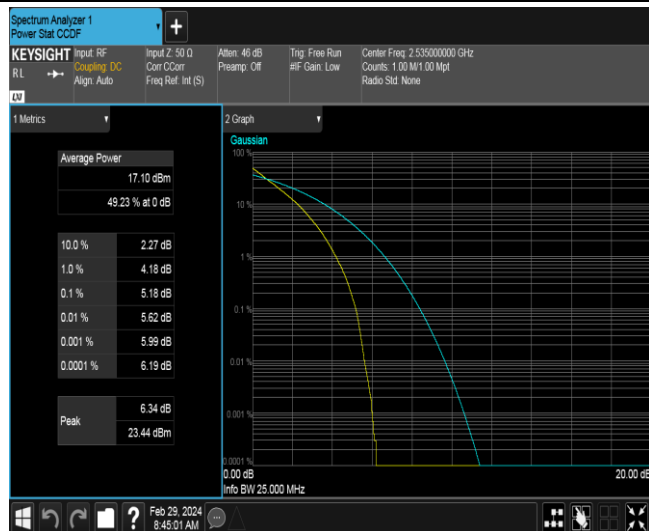 Spectrum Analyzer 1
Power Stat CCDF
+
KEYSIGHT
RL
Input: RF
Coupling: DC
Align: Auto
Input Z: 50 Ω
Corr CCorr
Freq Ref: Int (S)
Atten: 46 dB
Preamp: Off
Trig: Free Run
#IF Gain: Low
Center Freq: 2.535000000 GHz
Counts: 1.00 M/1.00 Mpt
Radio Std: None
1 Metrics
Average Power
17.10 dBm
49.23 % at 0 dB
10.0 % 2.27 dB
1.0 % 4.18 dB
0.1 % 5.18 dB
0.01 % 5.62 dB
0.001 % 5.99 dB
0.0001 % 6.19 dB
Peak
6.34 dB
23.44 dBm
2 Graph
Gaussian
100 %
10 %
1 %
0.1 %
0.01 %
0.001 %
0.0001 %
0.00 dB
20.00 dB
Info BW 25.000 MHz
?
Feb 29, 2024
8:45:01 AM